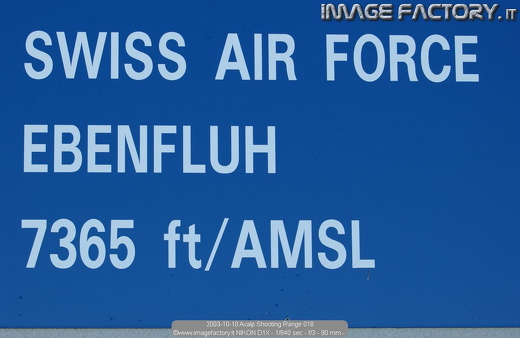 IMAGE FACTORY.IT
SWISS AIR FORCE
EBENFLUH
7365 ft/AMSL
2003-10-10 Axalp Shooting Range 018
©www.imagefactory.it NIKON D1X - 1/640 sec - f/3 - 80 mm -